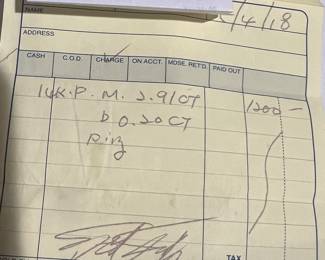 NAME
/4/18
ADDRESS
CASH C.O.D. CHARGE ON ACCT. MDSE. RET'D. PAID OUT
14K.P.M. 2.91CT 1200 —
D 0.20CT
Ring
TAX